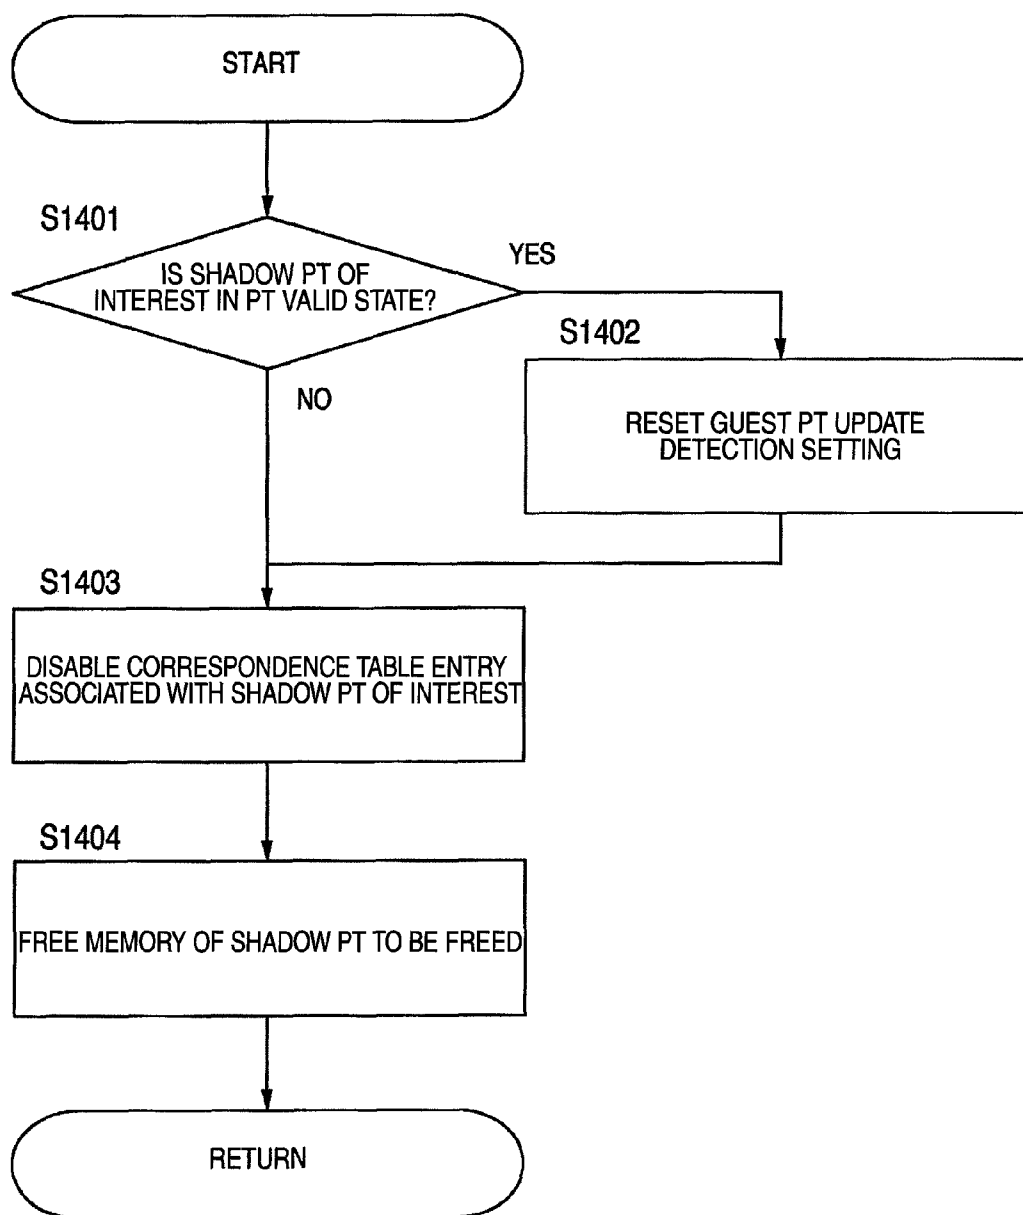 START
S1401
IS SHADOW PT OF
INTEREST IN PT VALID STATE?
YES
S1402
NO
RESET GUEST PT UPDATE
DETECTION SETTING
S1403
DISABLE CORRESPONDENCE TABLE ENTRY
ASSOCIATED WITH SHADOW PT OF INTEREST
S1404
FREE MEMORY OF SHADOW PT TO BE FREED
RETURN